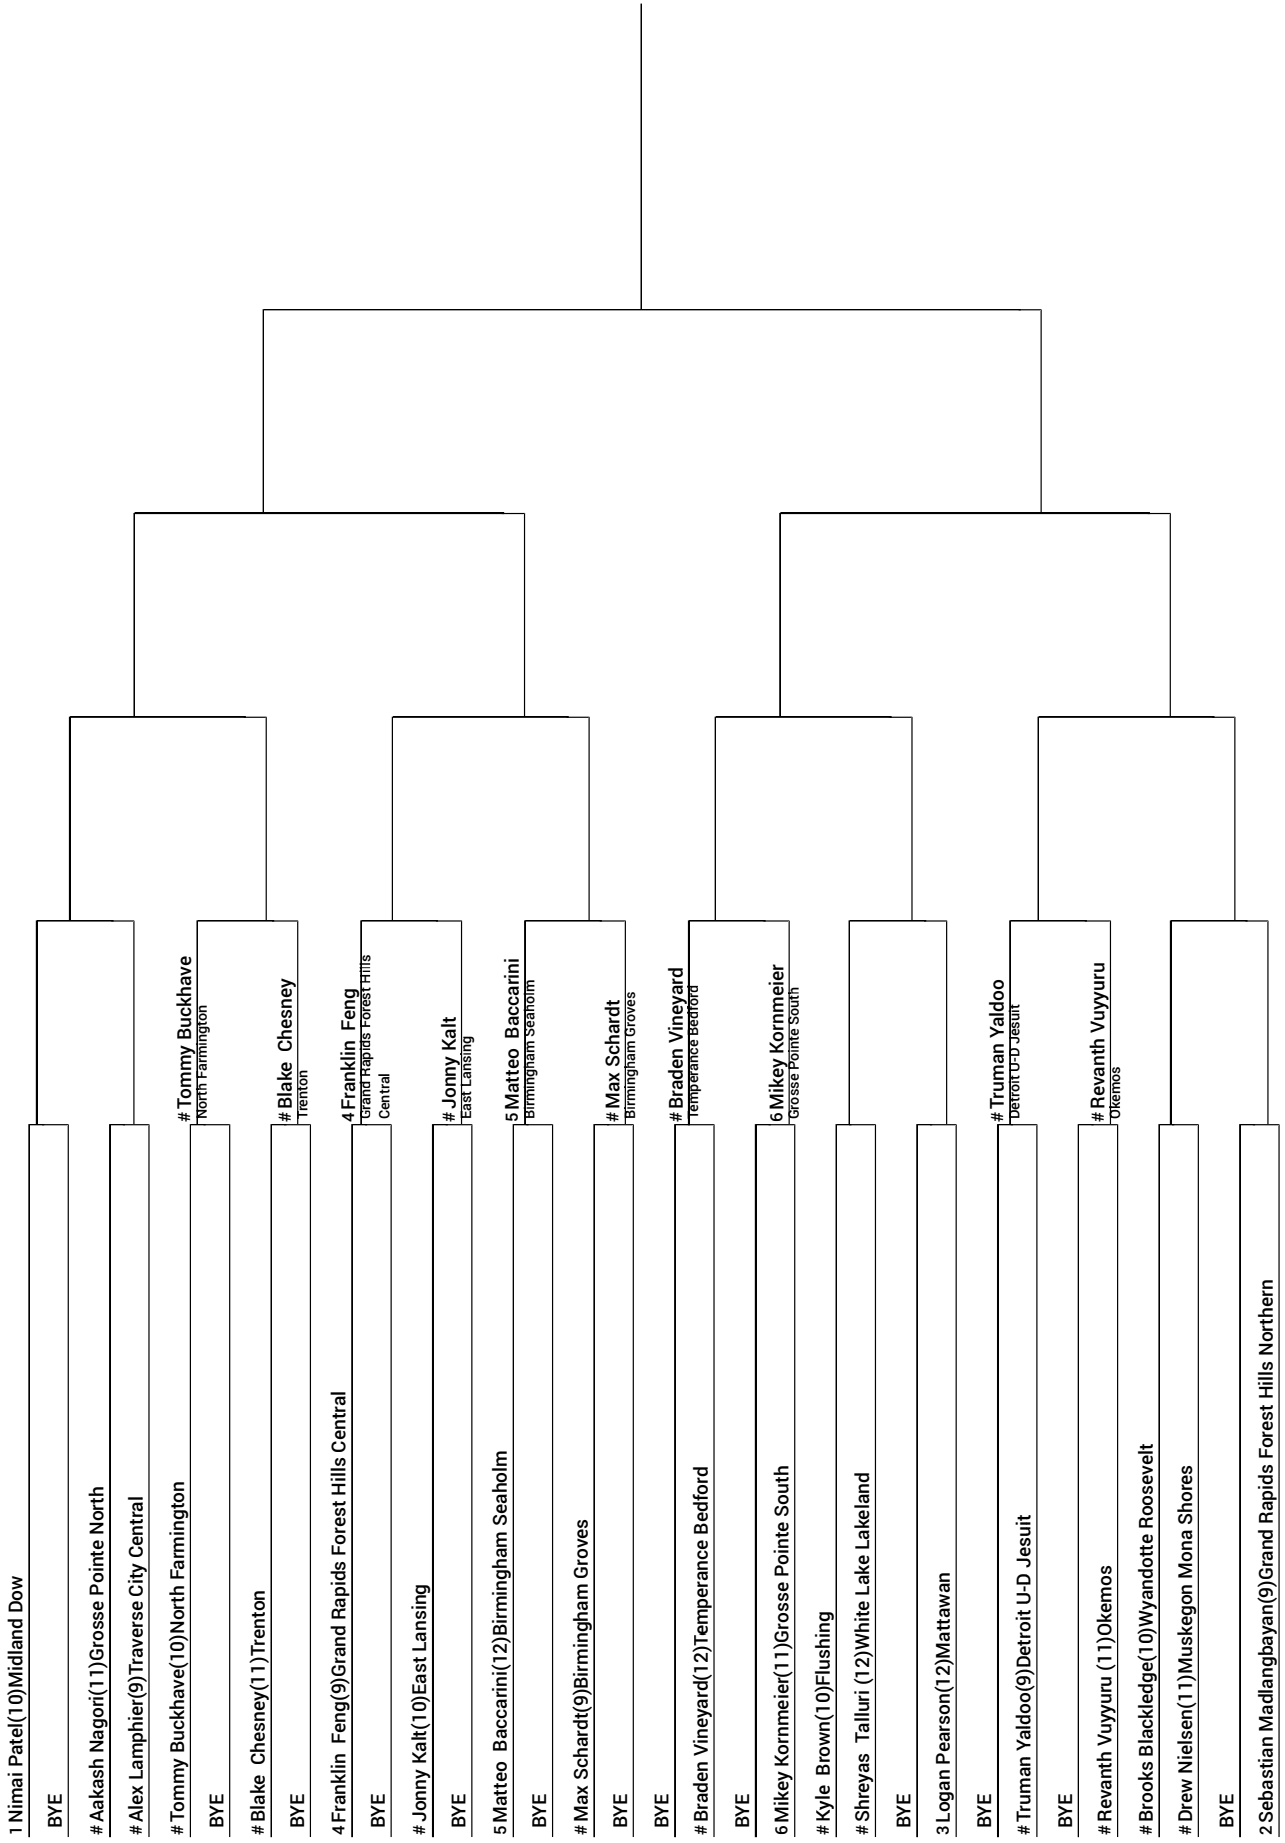 1 Nimai Patel(10)Midland Dow
BYE
# Aakash Nagori(11)Grosse Pointe North
# Alex Lamphier(9)Traverse City Central
# Tommy Buckhave(10)North Farmington
BYE
# Blake Chesney(11)Trenton
BYE
4 Franklin Feng(9)Grand Rapids Forest Hills Central
BYE
# Jonny Kalt(10)East Lansing
BYE
5 Matteo Baccarini(12)Birmingham Seaholm
BYE
# Max Schardt(9)Birmingham Groves
BYE
BYE
# Braden Vineyard(12)Temperance Bedford
BYE
6 Mikey Kornmeier(11)Grosse Pointe South
# Kyle Brown(10)Flushing
# Shreyas Talluri (12)White Lake Lakeland
BYE
3 Logan Pearson(12)Mattawan
BYE
# Truman Yaldoo(9)Detroit U-D Jesuit
BYE
# Revanth Vuyyuru (11)Okemos
# Brooks Blackledge(10)Wyandotte Roosevelt
# Drew Nielsen(11)Muskegon Mona Shores
BYE
2 Sebastian Madlangbayan(9)Grand Rapids Forest Hills Northern
# Tommy Buckhave
North Farmington
# Blake Chesney
Trenton
4 Franklin Feng
Grand Rapids Forest Hills
Central
# Jonny Kalt
East Lansing
5 Matteo Baccarini
Birmingham Seaholm
# Max Schardt
Birmingham Groves
# Braden Vineyard
Temperance Bedford
6 Mikey Kornmeier
Grosse Pointe South
# Truman Yaldoo
Detroit U-D Jesuit
# Revanth Vuyyuru
Okemos